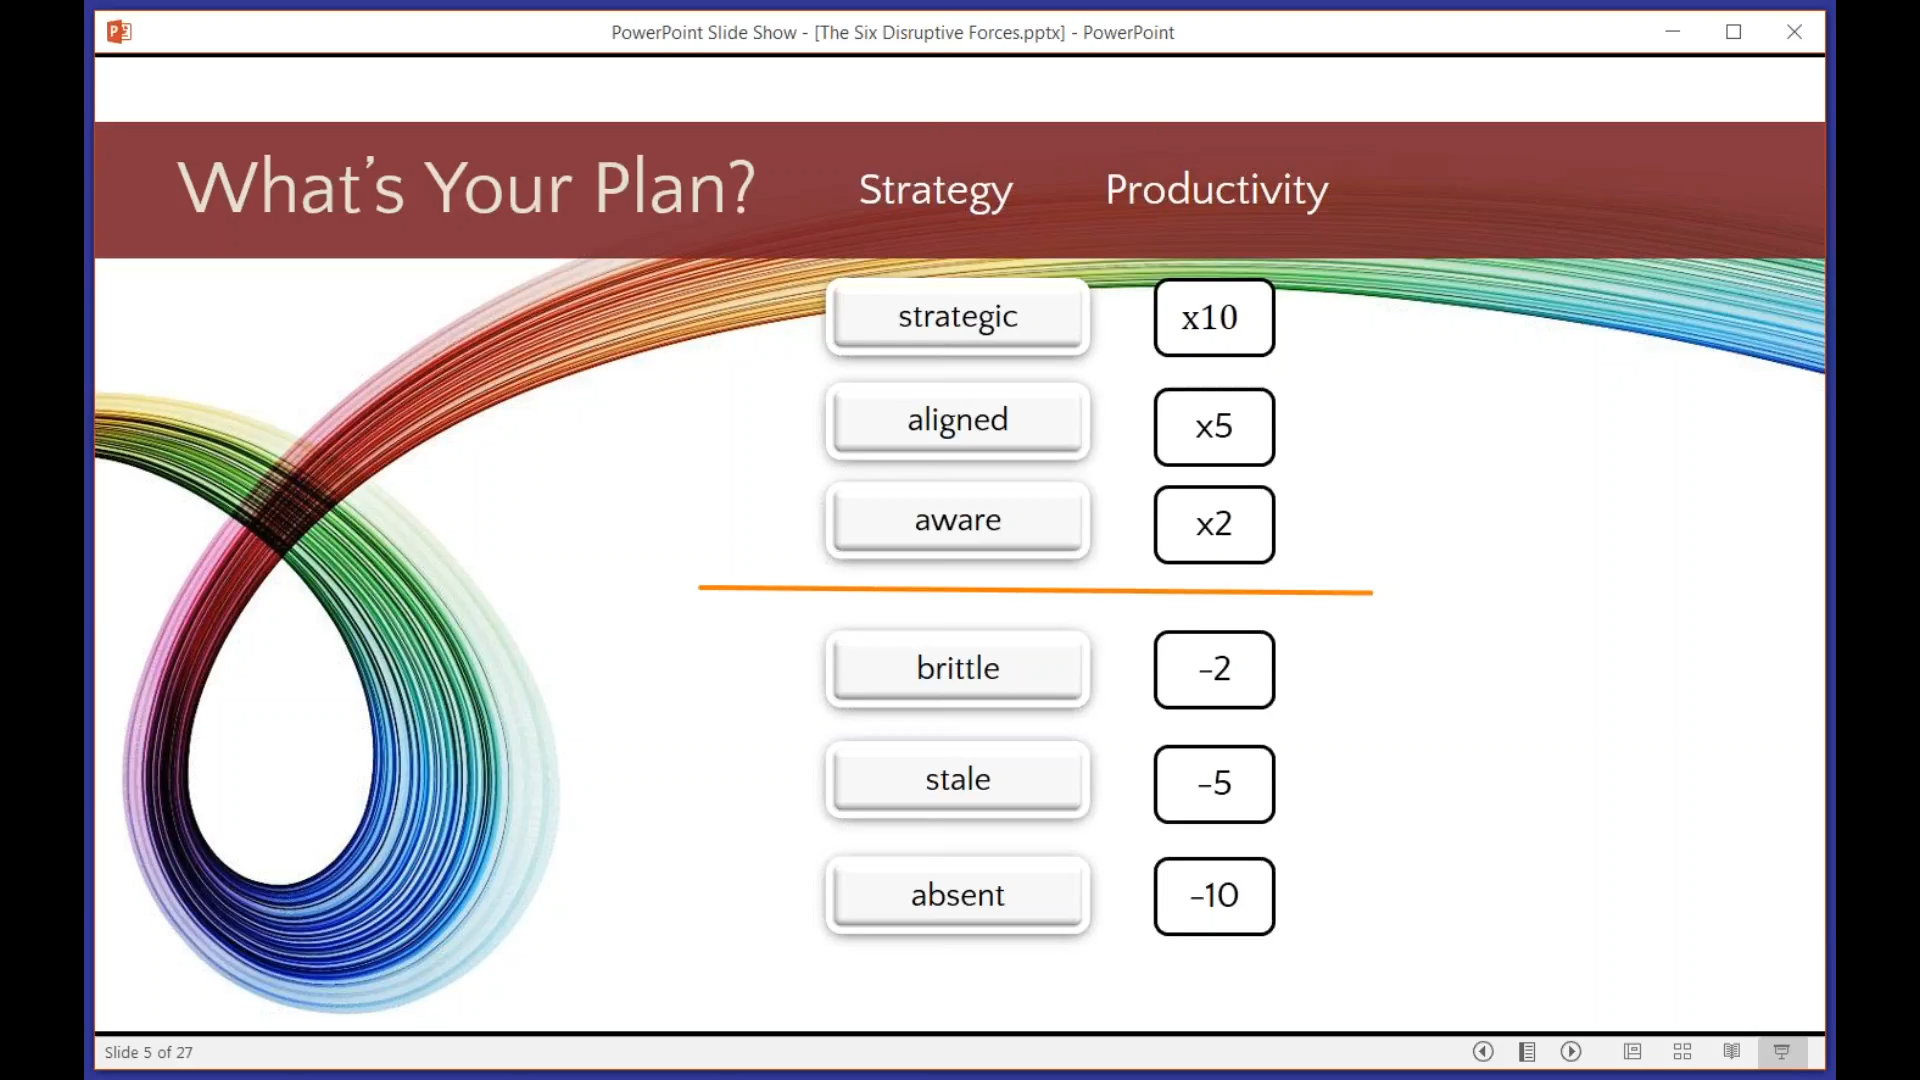 PowerPoint Slide Show - [The Six Disruptive Forces.pptx] - PowerPoint
What's Your Plan? Strategy Productivity
strategic x10
aligned x5
aware x2
brittle -2
stale -5
absent -10
Slide 5 of 27